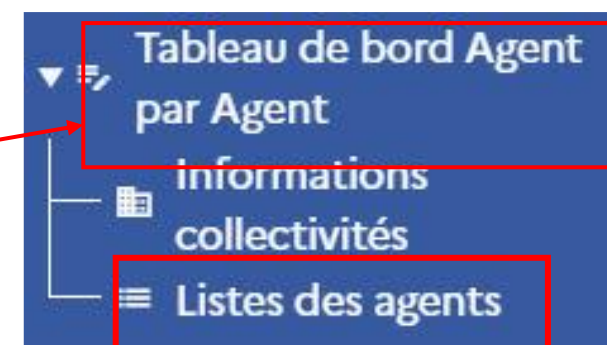 Tableau de bord Agent
par Agent
Informations
collectivités
Listes des agents